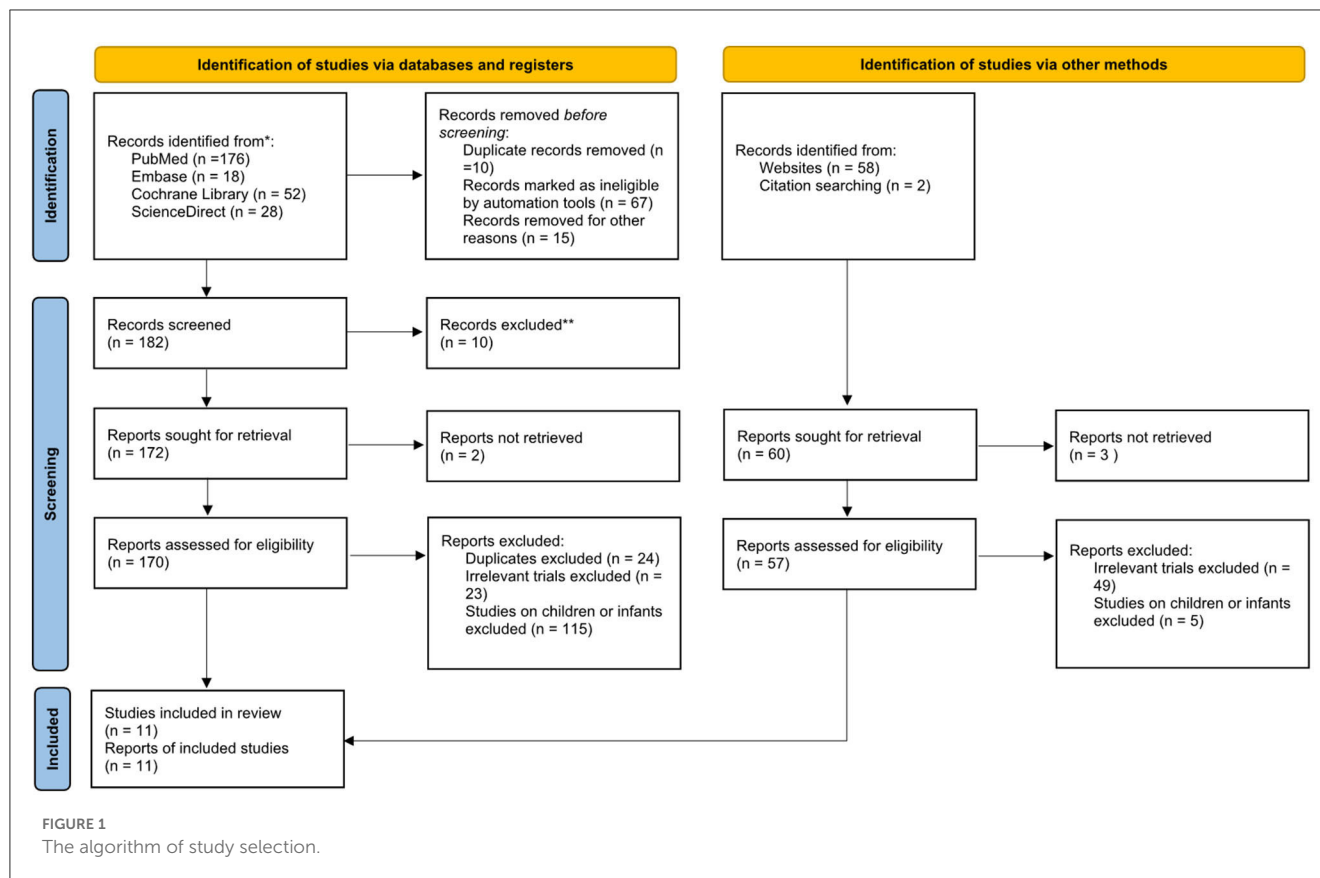 Identification of studies via databases and registers
Identification of studies via other methods
Identification
Records identified from*:
PubMed (n =176)
Embase (n = 18)
Cochrane Library (n = 52)
ScienceDirect (n = 28)
Records removed before
screening:
Duplicate records removed (n
=10)
Records marked as ineligible
by automation tools (n = 67)
Records removed for other
reasons (n = 15)
Records identified from:
Websites (n = 58)
Citation searching (n = 2)
Screening
Records screened
(n = 182)
Records excluded**
(n = 10)
Reports sought for retrieval
(n = 172)
Reports not retrieved
(n = 2)
Reports sought for retrieval
(n = 60)
Reports not retrieved
(n = 3 )
Reports assessed for eligibility
(n = 170)
Reports excluded:
Duplicates excluded (n = 24)
Irrelevant trials excluded (n =
23)
Studies on children or infants
excluded (n = 115)
Reports assessed for eligibility
(n = 57)
Reports excluded:
Irrelevant trials excluded (n =
49)
Studies on children or infants
excluded (n = 5)
Included
Studies included in review
(n = 11)
Reports of included studies
(n = 11)
FIGURE 1
The algorithm of study selection.